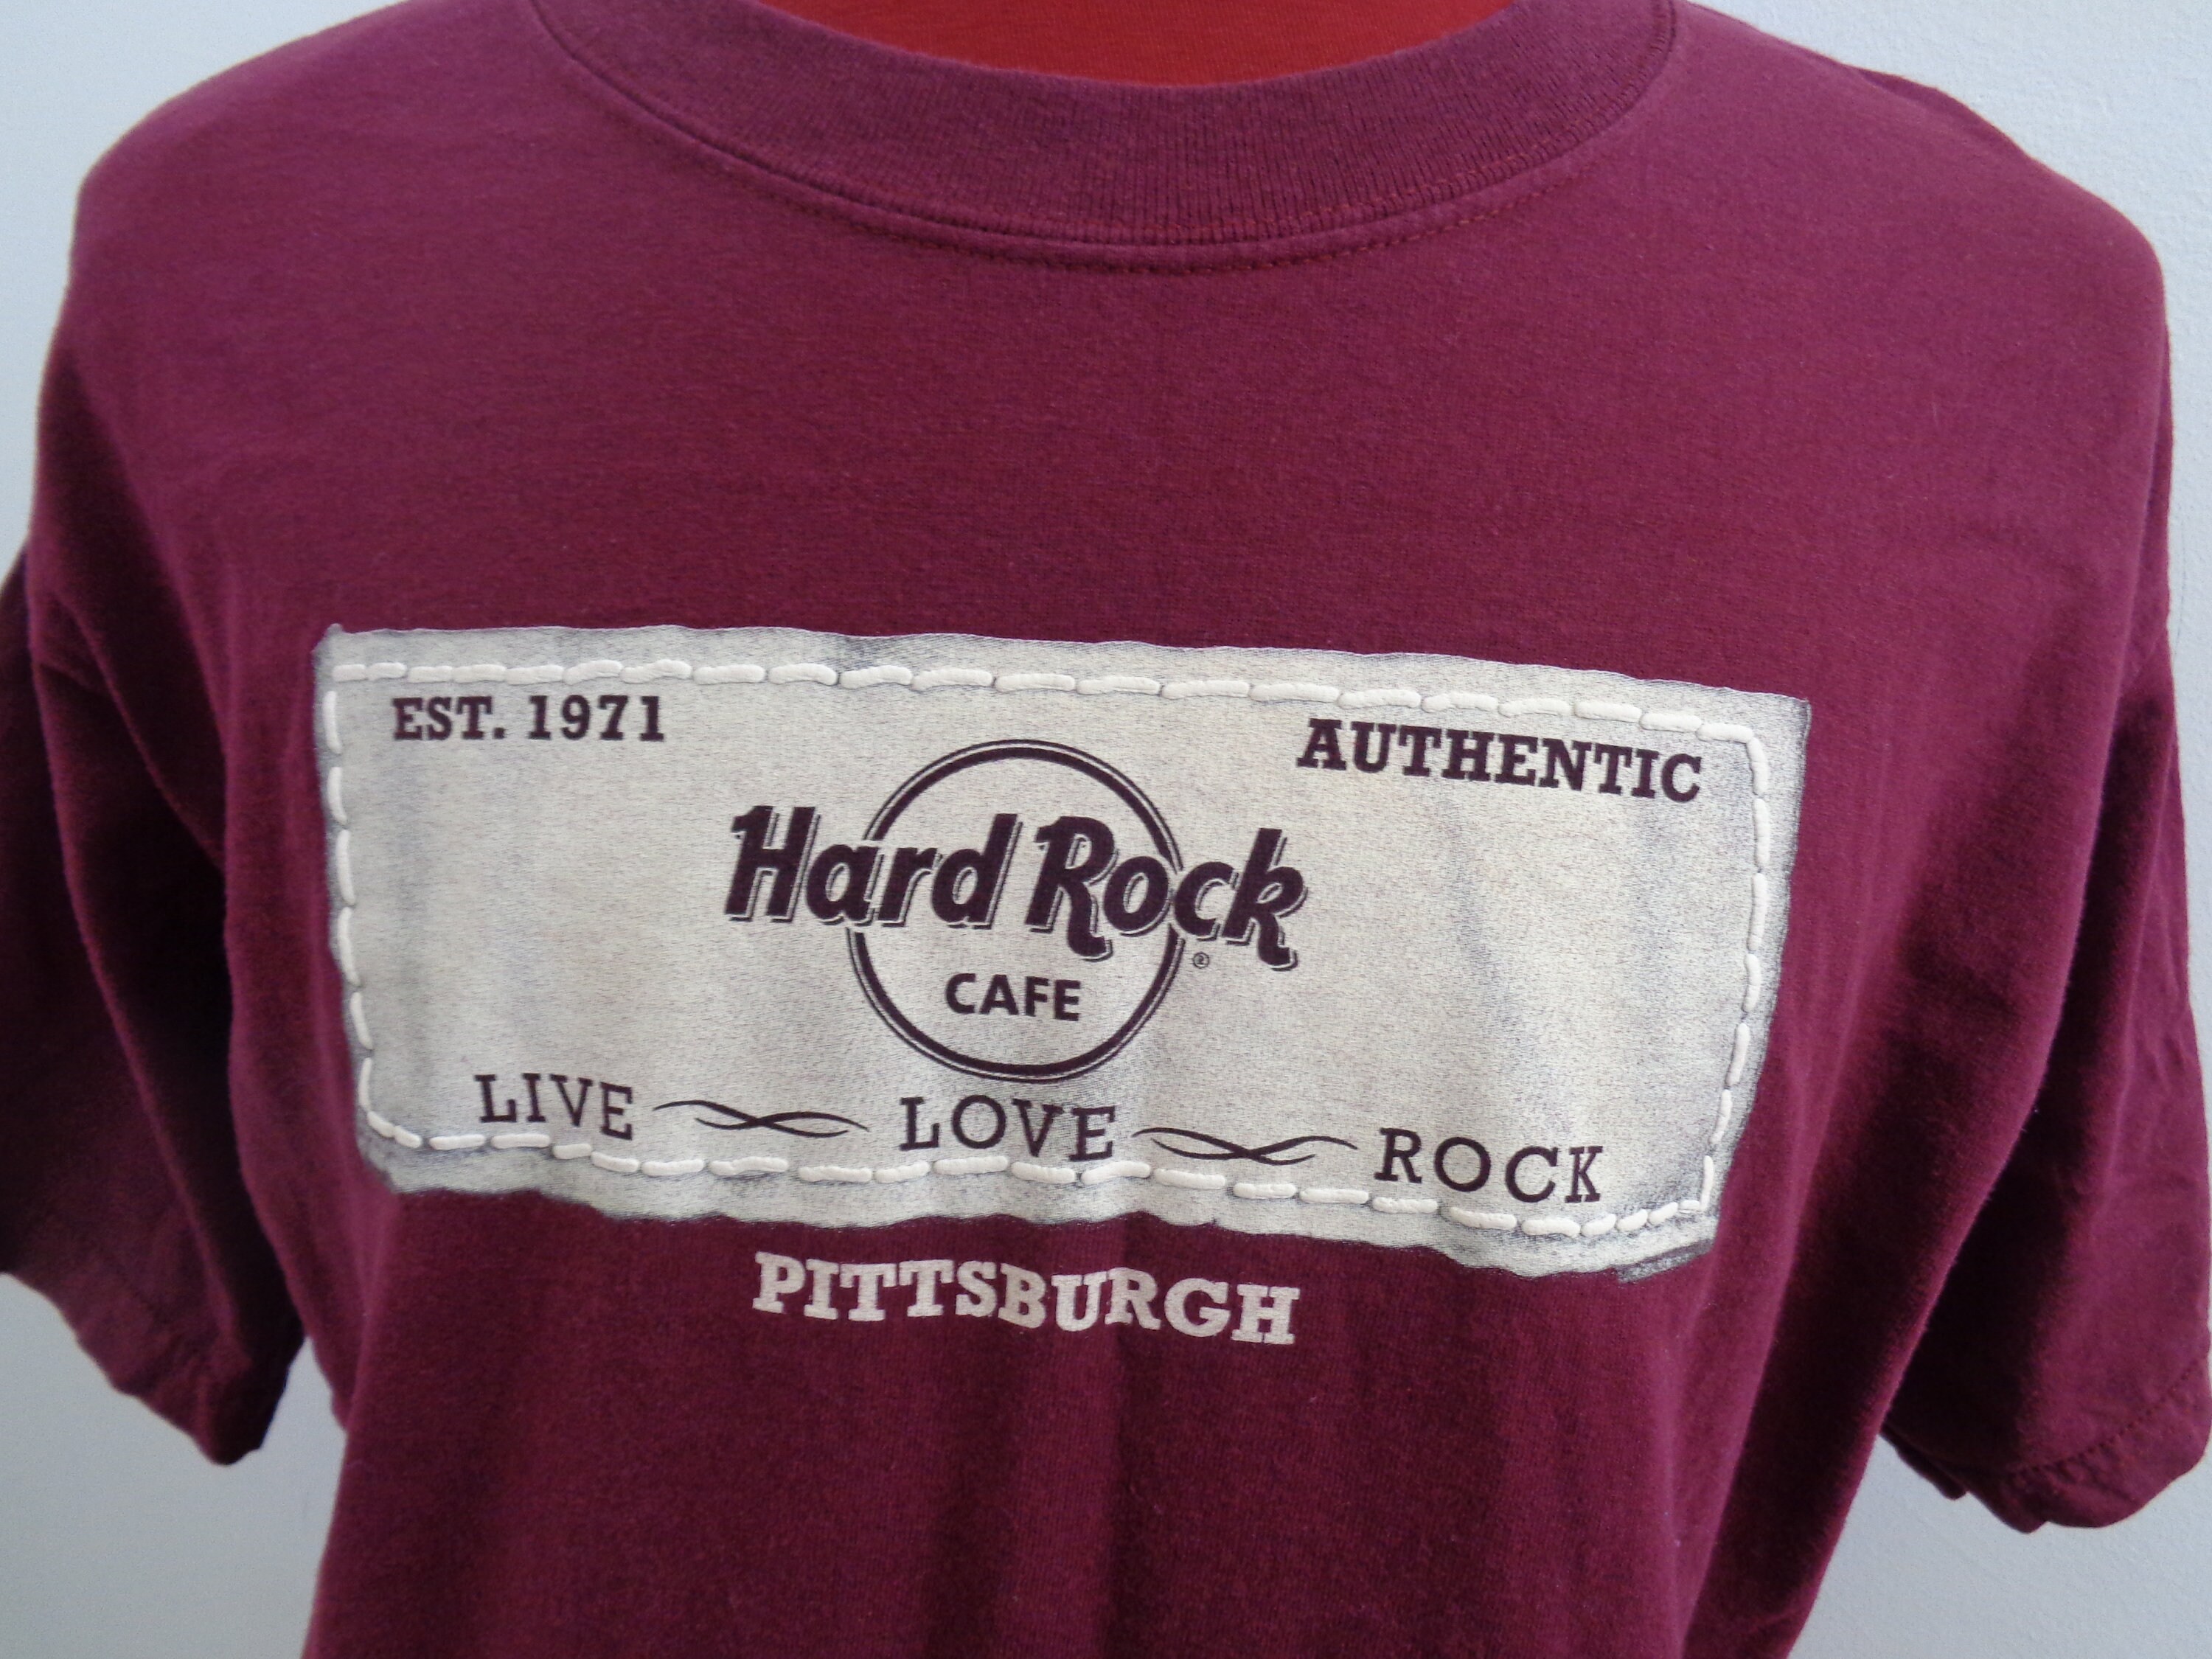 EST. 1971
AUTHENTIC
Hard Rock
®
CAFE
LIVE LOVE ROCK
PITTSBURGH